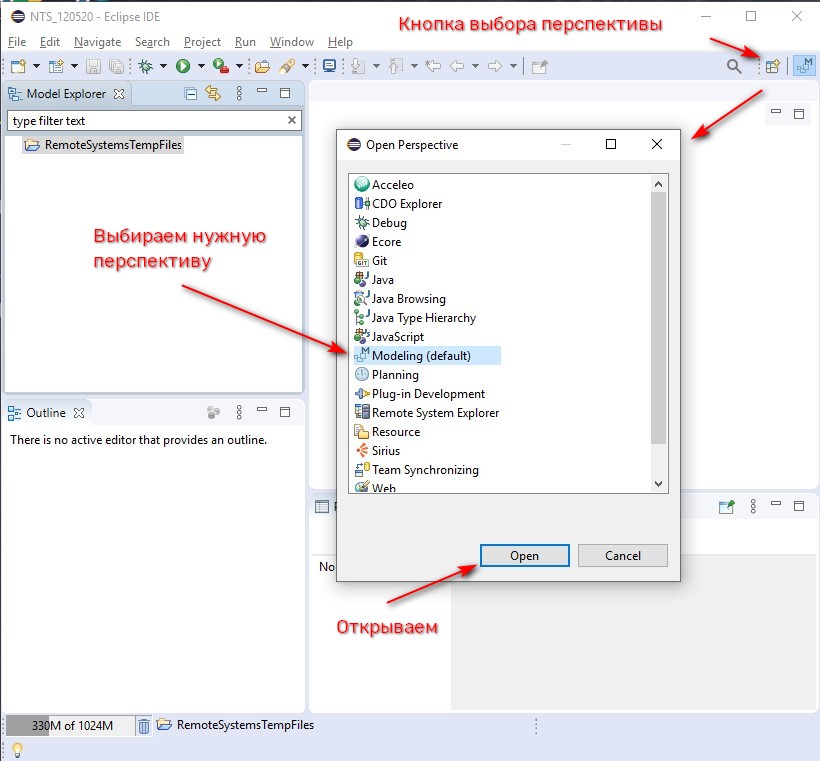 NTS_120520 - Eclipse IDE
Кнопка выбора перспективы
File Edit Navigate Search Project Run Window Help
Model Explorer
type filter text
RemoteSystemsTempFiles
Open Perspective
Acceleo
CDO Explorer
Debug
Ecore
Git
Java
Java Browsing
Java Type Hierarchy
JavaScript
Modeling (default)
Planning
Plug-in Development
Remote System Explorer
Resource
Sirius
Team Synchronizing
Web
Выбираем нужную
перспективу
Outline
There is no active editor that provides an outline.
No
Open Cancel
Открываем
330M of 1024M
RemoteSystemsTempFiles